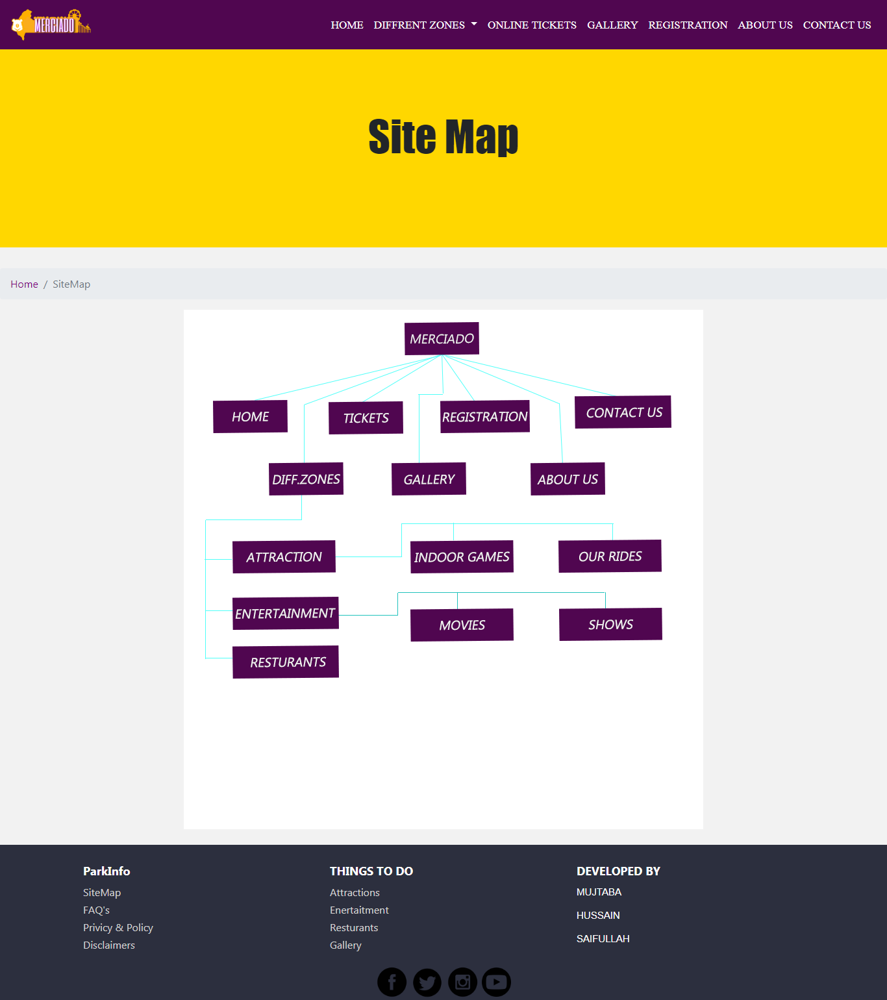 MERCIADO
HOME DIFFRENT ZONES ONLINE TICKETS GALLERY REGISTRATION ABOUT US CONTACT US
Site Map
Home / SiteMap
MERCIADO
HOME
TICKETS
REGISTRATION
CONTACT US
DIFF.ZONES
GALLERY
ABOUT US
ATTRACTION
INDOOR GAMES
OUR RIDES
ENTERTAINMENT
MOVIES
SHOWS
RESTURANTS
ParkInfo
SiteMap
FAQ's
Privicy & Policy
Disclaimers
THINGS TO DO
Attractions
Enertaitment
Resturants
Gallery
DEVELOPED BY
MUJTABA
HUSSAIN
SAIFULLAH